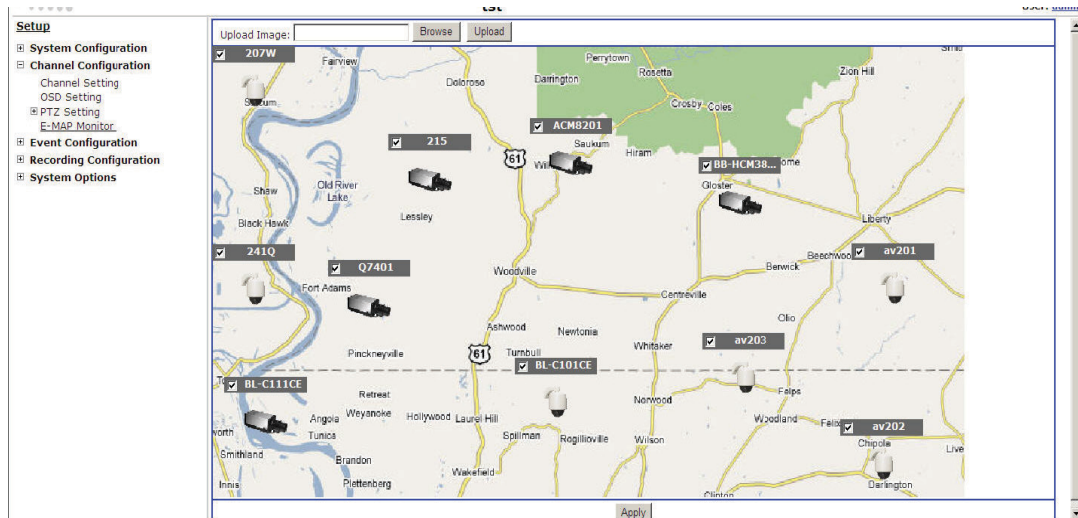 tst
User: admin
Setup
System Configuration
Channel Configuration
Channel Setting
OSD Setting
PTZ Setting
E-MAP Monitor
Event Configuration
Recording Configuration
System Options
Upload Image:
Browse
Upload
207W
Fairview
Perrytown
Doloroso
Darrington
Rosetta
Zion Hill
Crosby
Coles
ACM8201
215
Saukum
61
Hiram
BB-HCM38...
Gloster
Shaw
Old River
Lake
Lessley
Black Hawk
Liberty
241Q
av201
Q7401
Woodville
Berwick
Fort Adams
Centreville
Olio
Ashwood
Newtonia
Whitaker
av203
61
Turnbull
Pinckneyville
BL-C101CE
BL-C111CE
Retreat
Felps
Norwood
Angola
Weyanoke
Hollywood
Laurel Hill
Woodland
av202
Tunica
Spillman
Rogillioville
Wilson
Chipola
Smithland
Brandon
Wakefield
Innis
Plettenberg
Clinton
Darlington
Apply